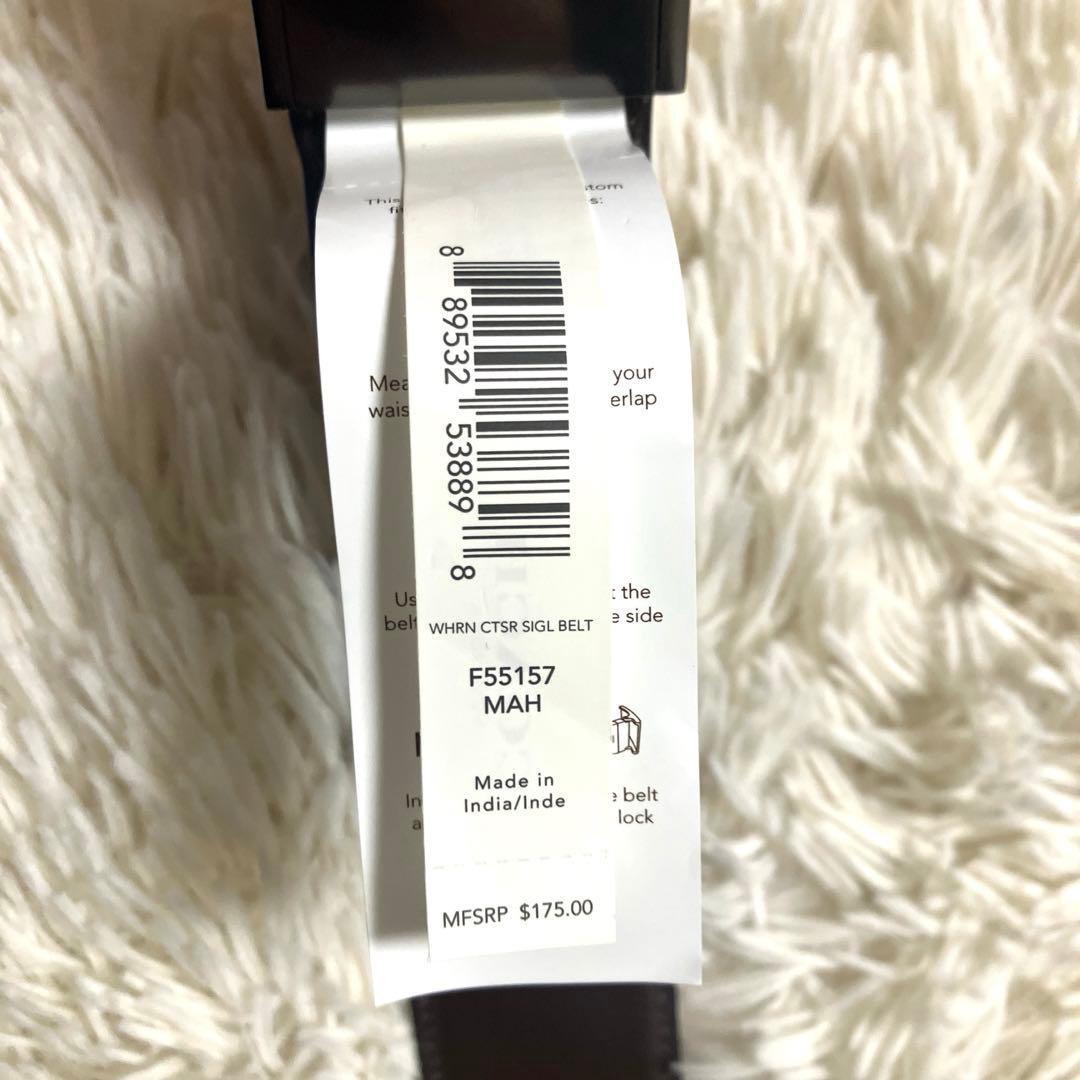 This
tom
fi
s:
8 89532 53889 8
Mea
your
wais
erlap
Us
t the
belt
e side
WHRN CTSR SIGL BELT
F55157
MAH
Made in
India/Inde
In
e belt
a
lock
MFSRP $175.00